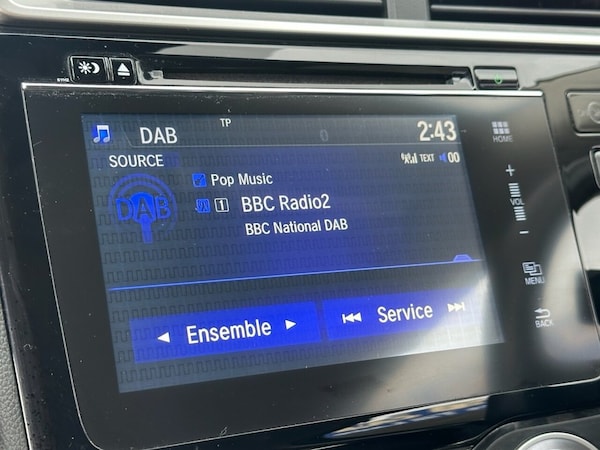 TP
DAB
2:43
SOURCE
TEXT 00
Pop Music
DAB
1 BBC Radio2
BBC National DAB
Ensemble
Service
HOME
+
VOL
−
MENU
BACK